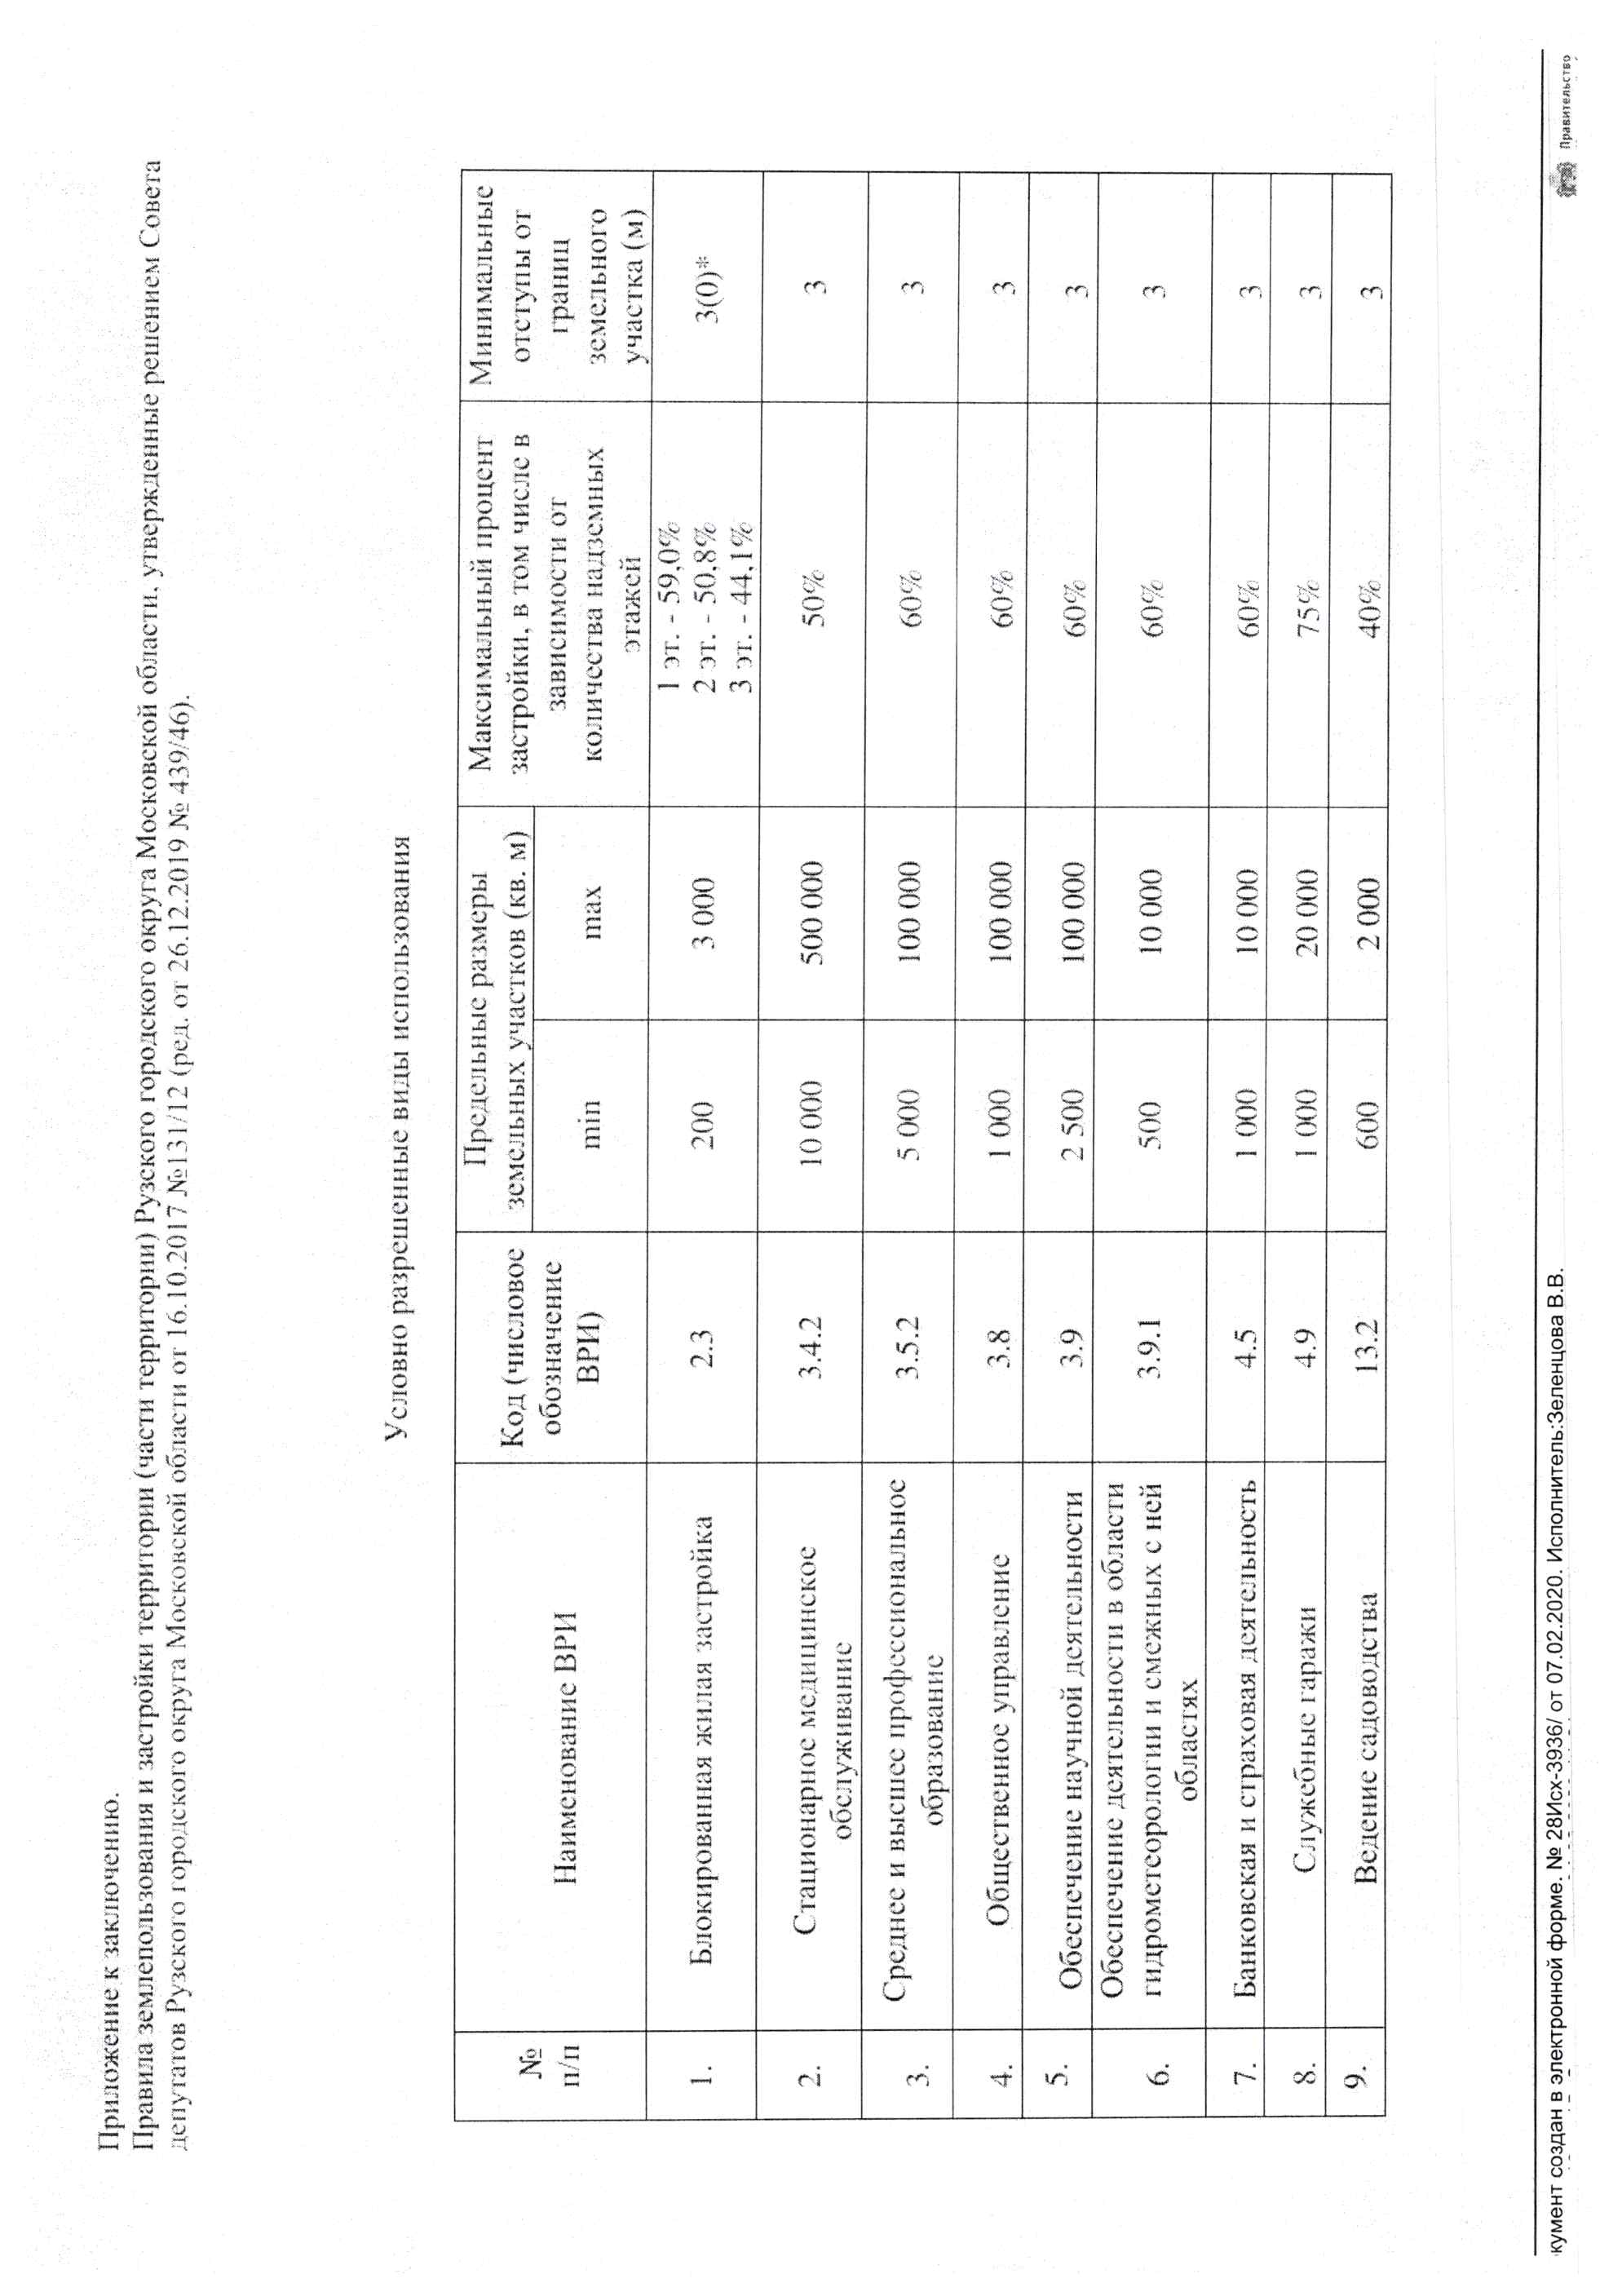 Приложение к заключению.
Правила землепользования и застройки территории (части территории) Рузского городского округа Московской области, утвержденные решением Совета
депутатов Рузского городского округа Московской области от 16.10.2017 №131/12 (ред. от 26.12.2019 № 439/46).
Условно разрешенные виды использования
№
п/п
Наименование ВРИ
Код (числовое
обозначение
ВРИ)
Предельные размеры
земельных участков (кв. м)
min
max
Максимальный процент
застройки, в том числе в
зависимости от
количества надземных
этажей
Минимальные
отступы от
границ
земельного
участка (м)
1.
Блокированная жилая застройка
2.3
200
3 000
1 эт. - 59,0%
2 эт. - 50,8%
3 эт. - 44,1%
3(0)*
2.
Стационарное медицинское
обслуживание
3.4.2
10 000
500 000
50%
3
3.
Среднее и высшее профессиональное
образование
3.5.2
5 000
100 000
60%
3
4.
Общественное управление
3.8
1 000
100 000
60%
3
5.
Обеспечение научной деятельности
3.9
2 500
100 000
60%
3
6.
Обеспечение деятельности в области
гидрометеорологии и смежных с ней
областях
3.9.1
500
10 000
60%
3
7.
Банковская и страховая деятельность
4.5
1 000
10 000
60%
3
8.
Служебные гаражи
4.9
1 000
20 000
75%
3
9.
Ведение садоводства
13.2
600
2 000
40%
3
кумент создан в электронной форме. № 28Исх-3936/ от 07.02.2020. Исполнитель:Зеленцова В.В.
Правительство